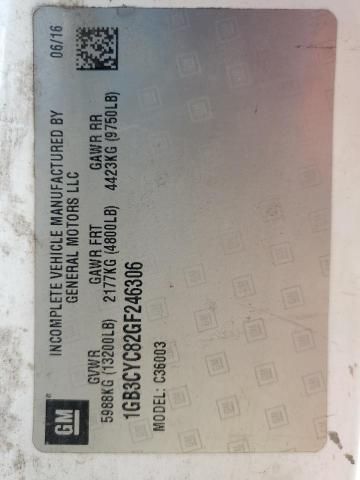 INCOMPLETE VEHICLE MANUFACTURED BY 06/16
GENERAL MOTORS LLC
GM
GVWR GAWR FRT GAWR RR
5988KG (13200LB) 2177KG (4800LB) 4423KG (9750LB)
1GB3CYC82GF246306
MODEL: C36003